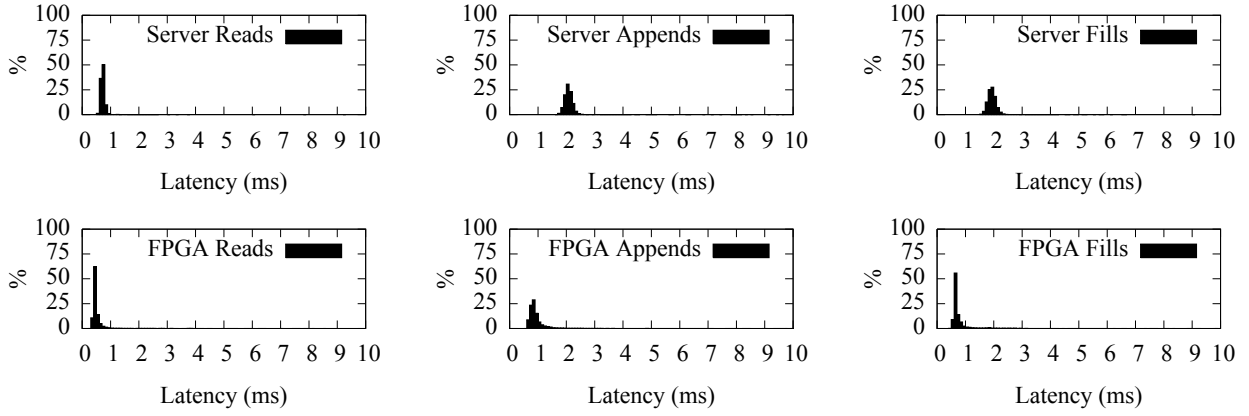 100
75
50
25
0
%
Server Reads
0 1 2 3 4 5 6 7 8 9 10
Latency (ms)
100
75
50
25
0
%
Server Appends
0 1 2 3 4 5 6 7 8 9 10
Latency (ms)
100
75
50
25
0
%
Server Fills
0 1 2 3 4 5 6 7 8 9 10
Latency (ms)
100
75
50
25
0
%
FPGA Reads
0 1 2 3 4 5 6 7 8 9 10
Latency (ms)
100
75
50
25
0
%
FPGA Appends
0 1 2 3 4 5 6 7 8 9 10
Latency (ms)
100
75
50
25
0
%
FPGA Fills
0 1 2 3 4 5 6 7 8 9 10
Latency (ms)